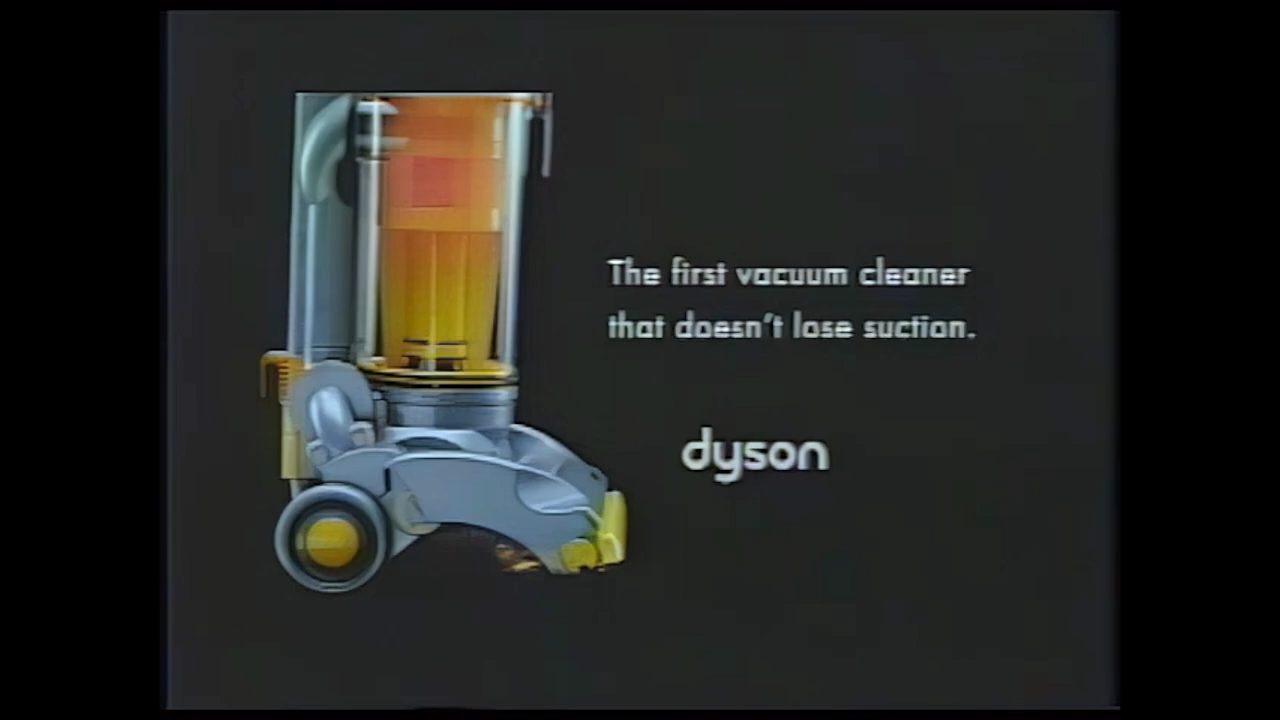 The first vacuum cleaner
that doesn't lose suction.
dyson